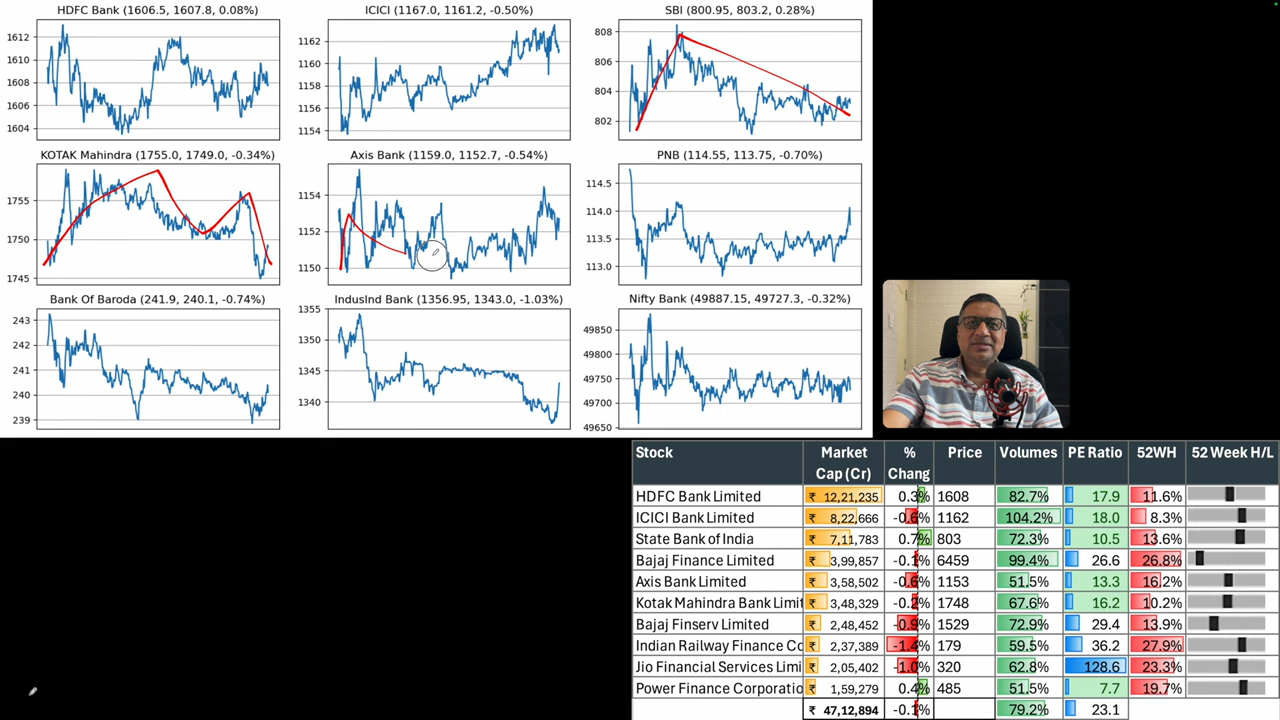 HDFC Bank (1606.5, 1607.8, 0.08%)
1612
1610
1608
1606
1604
ICICI (1167.0, 1161.2, -0.50%)
1162
1160
1158
1156
1154
SBI (800.95, 803.2, 0.28%)
808
806
804
802
KOTAK Mahindra (1755.0, 1749.0, -0.34%)
1755
1750
1745
Axis Bank (1159.0, 1152.7, -0.54%)
1154
1152
1150
PNB (114.55, 113.75, -0.70%)
114.5
114.0
113.5
113.0
Bank Of Baroda (241.9, 240.1, -0.74%)
243
242
241
240
239
IndusInd Bank (1356.95, 1343.0, -1.03%)
1355
1350
1345
1340
Nifty Bank (49887.15, 49727.3, -0.32%)
49850
49800
49750
49700
49650
Stock Market Cap (Cr) % Chang Price Volumes PE Ratio 52WH 52 Week H/L
HDFC Bank Limited ₹ 12,21,235 0.3% 1608 82.7% 17.9 11.6%
ICICI Bank Limited ₹ 8,22,666 -0.6% 1162 104.2% 18.0 8.3%
State Bank of India ₹ 7,11,783 0.7% 803 72.3% 10.5 13.6%
Bajaj Finance Limited ₹ 3,99,857 -0.1% 6459 99.4% 26.6 26.8%
Axis Bank Limited ₹ 3,58,502 -0.6% 1153 51.5% 13.3 16.2%
Kotak Mahindra Bank Limit ₹ 3,48,329 -0.2% 1748 67.6% 16.2 10.2%
Bajaj Finserv Limited ₹ 2,48,452 -0.9% 1529 72.9% 29.4 13.9%
Indian Railway Finance Co ₹ 2,37,389 -1.4% 179 59.5% 36.2 27.9%
Jio Financial Services Limi ₹ 2,05,402 -1.0% 320 62.8% 128.6 23.3%
Power Finance Corporatio ₹ 1,59,279 0.4% 485 51.5% 7.7 19.7%
₹ 47,12,894 -0.1% 79.2% 23.1